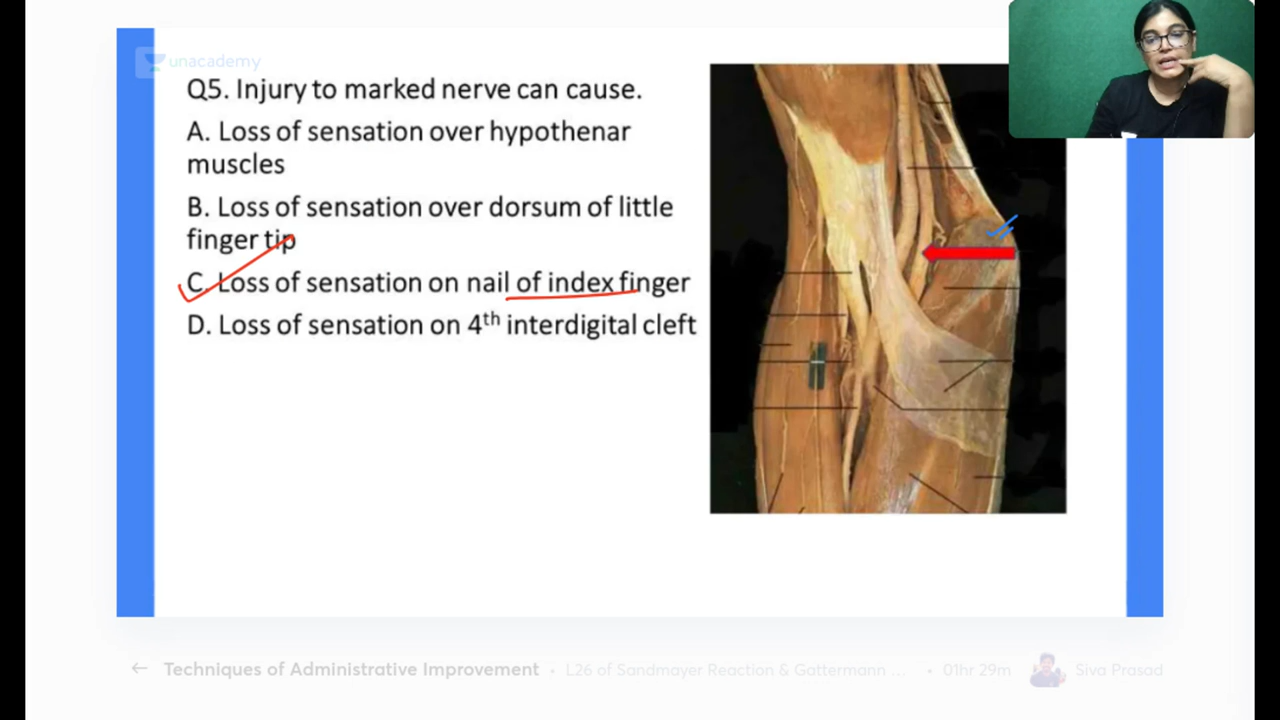 unacademy
Q5. Injury to marked nerve can cause.
A. Loss of sensation over hypothenar
muscles
B. Loss of sensation over dorsum of little
finger tip
C. Loss of sensation on nail of index finger
D. Loss of sensation on 4th interdigital cleft
Techniques of Administrative Improvement • L26 of Sandmayer Reaction & Gattermann ... • 01hr 29m Siva Prasad